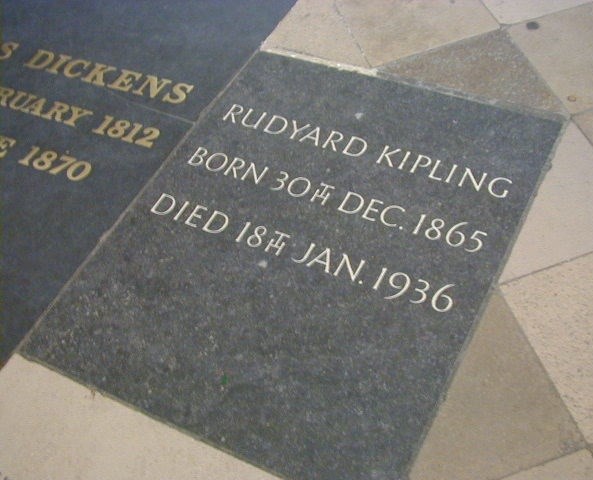 S DICKENS
RUARY 1812
E 1870
RUDYARD KIPLING
BORN 30TH DEC. 1865
DIED 18TH JAN. 1936